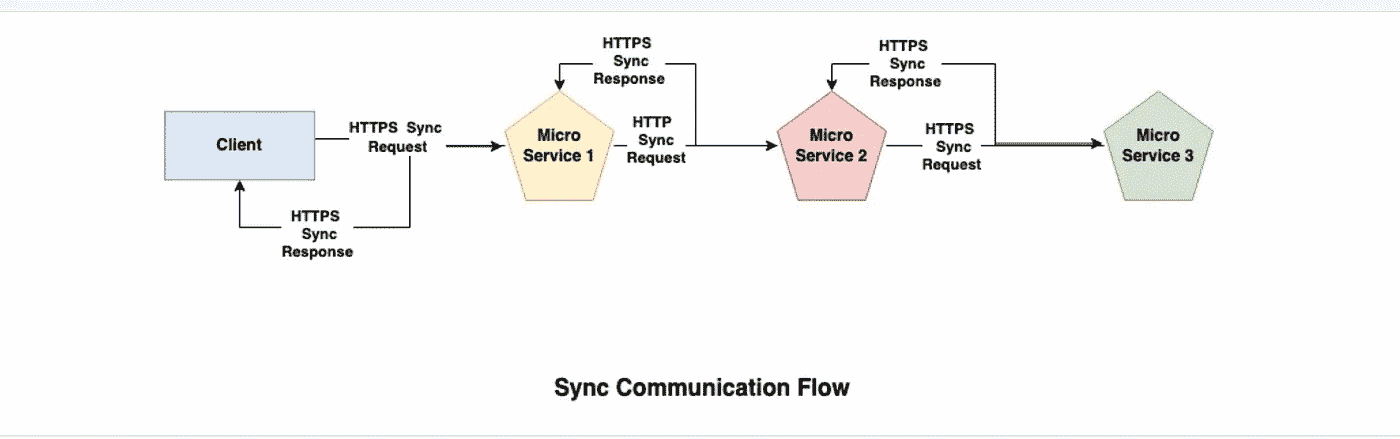 HTTPS
Sync
Response
HTTPS
Sync
Response
Client
HTTPS Sync
Request
Micro
Service 1
HTTP
Sync
Request
Micro
Service 2
HTTPS
Sync
Request
Micro
Service 3
HTTPS
Sync
Response
Sync Communication Flow